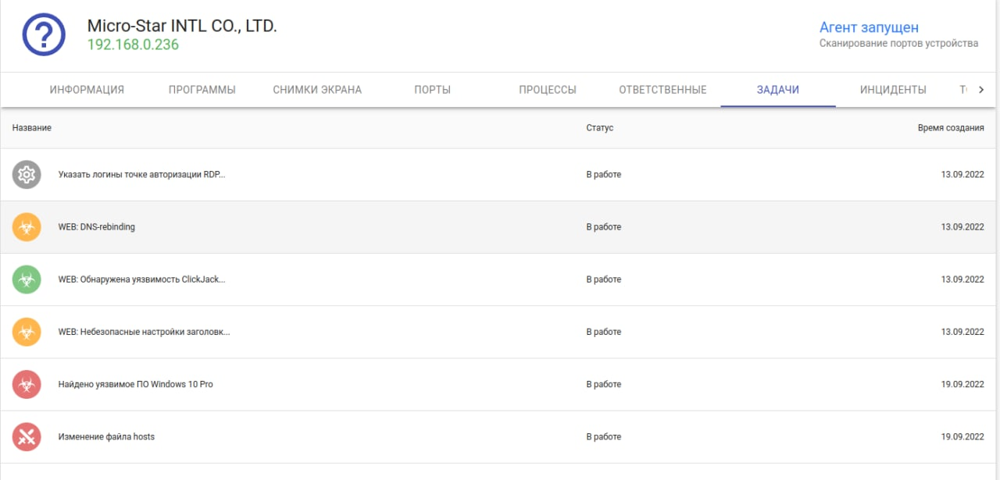 Micro-Star INTL CO., LTD.
192.168.0.236
Агент запущен
Сканирование портов устройства
ИНФОРМАЦИЯ ПРОГРАММЫ СНИМКИ ЭКРАНА ПОРТЫ ПРОЦЕССЫ ОТВЕТСТВЕННЫЕ ЗАДАЧИ ИНЦИДЕНТЫ
Название Статус Время создания
Указать логины точке авторизации RDP... В работе 13.09.2022
WEB: DNS-rebinding В работе 13.09.2022
WEB: Обнаружена уязвимость ClickJack... В работе 13.09.2022
WEB: Небезопасные настройки заголовк... В работе 13.09.2022
Найдено уязвимое ПО Windows 10 Pro В работе 19.09.2022
Изменение файла hosts В работе 19.09.2022